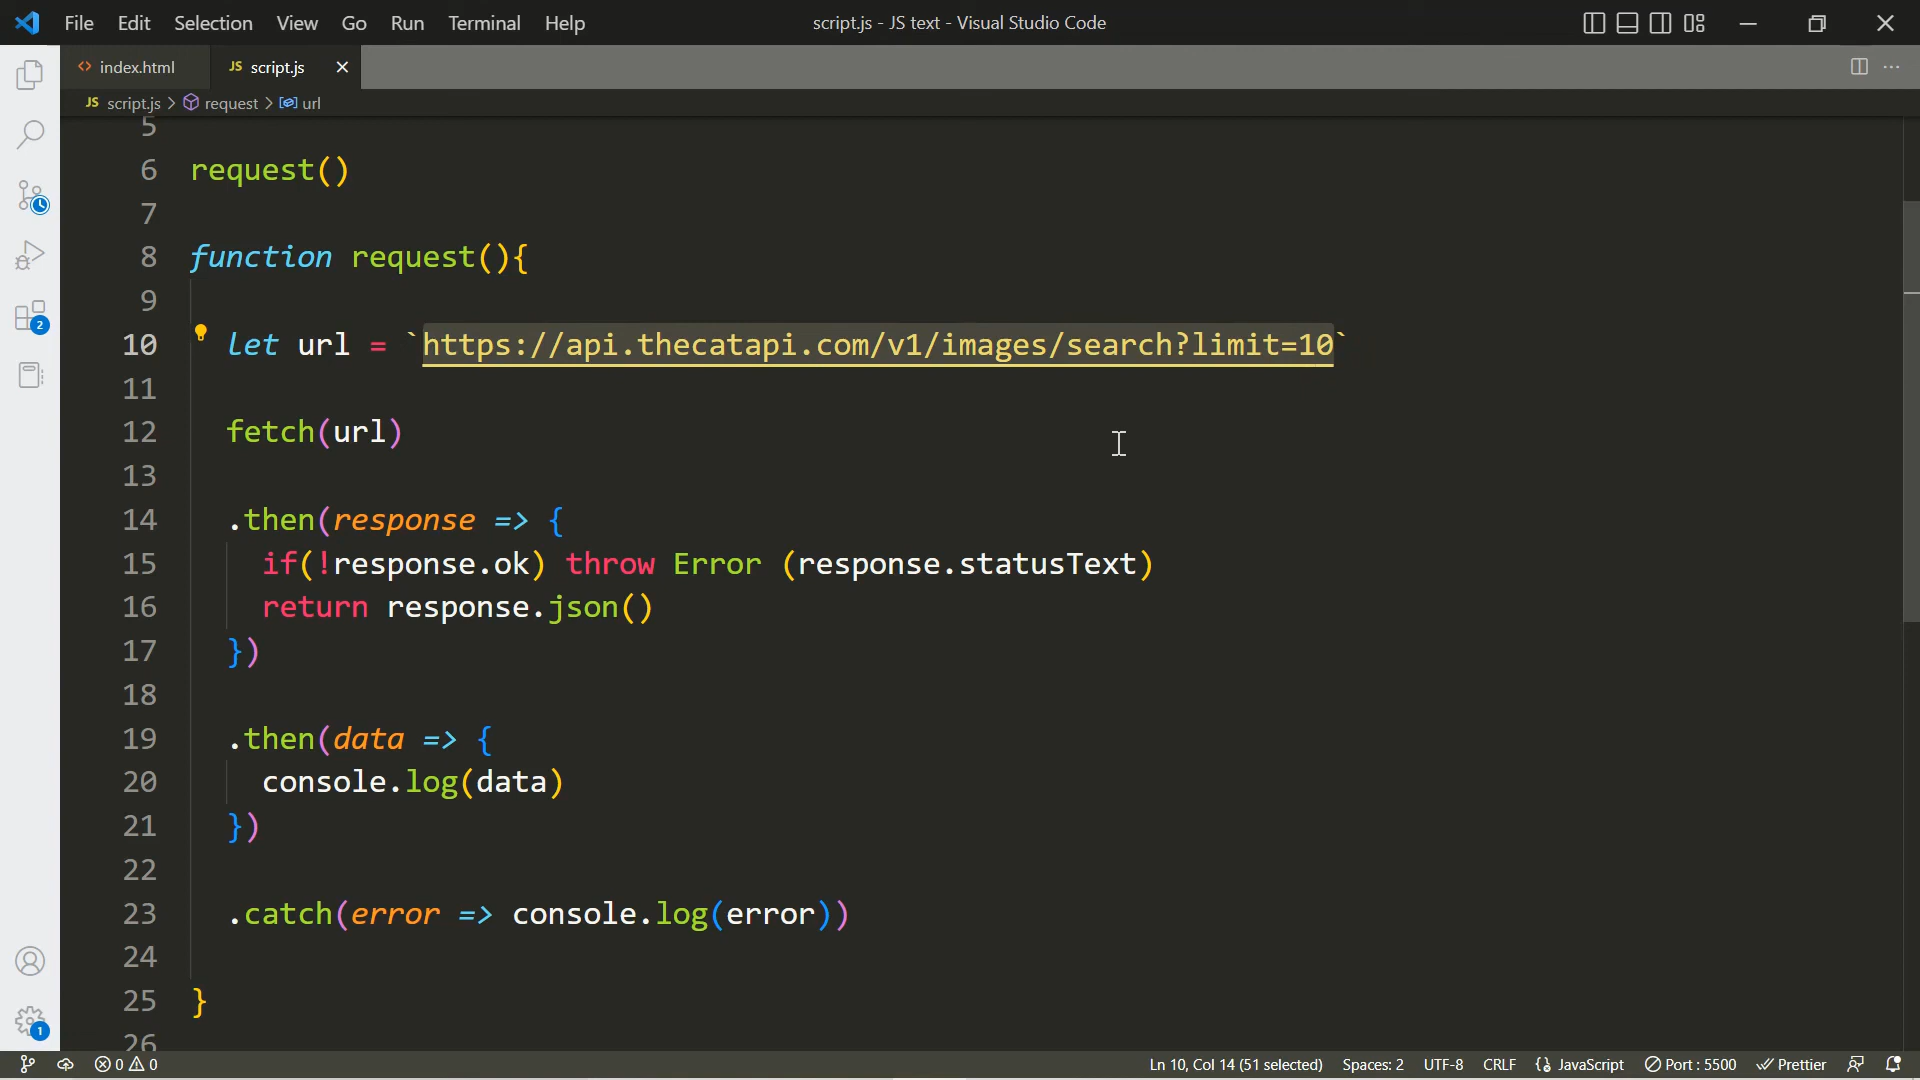 File Edit Selection View Go Run Terminal Help script.js - JS text - Visual Studio Code
index.html JS script.js
JS script.js > request > url
5
6 request()
7
8 function request(){
9
10 let url = `https://api.thecatapi.com/v1/images/search?limit=10`
11
12 fetch(url)
13
14 .then(response => {
15 if(!response.ok) throw Error (response.statusText)
16 return response.json()
17 })
18
19 .then(data => {
20 console.log(data)
21 })
22
23 .catch(error => console.log(error))
24
25 }
26
2
1
0 0 Ln 10, Col 14 (51 selected) Spaces: 2 UTF-8 CRLF {} JavaScript Port : 5500 Prettier